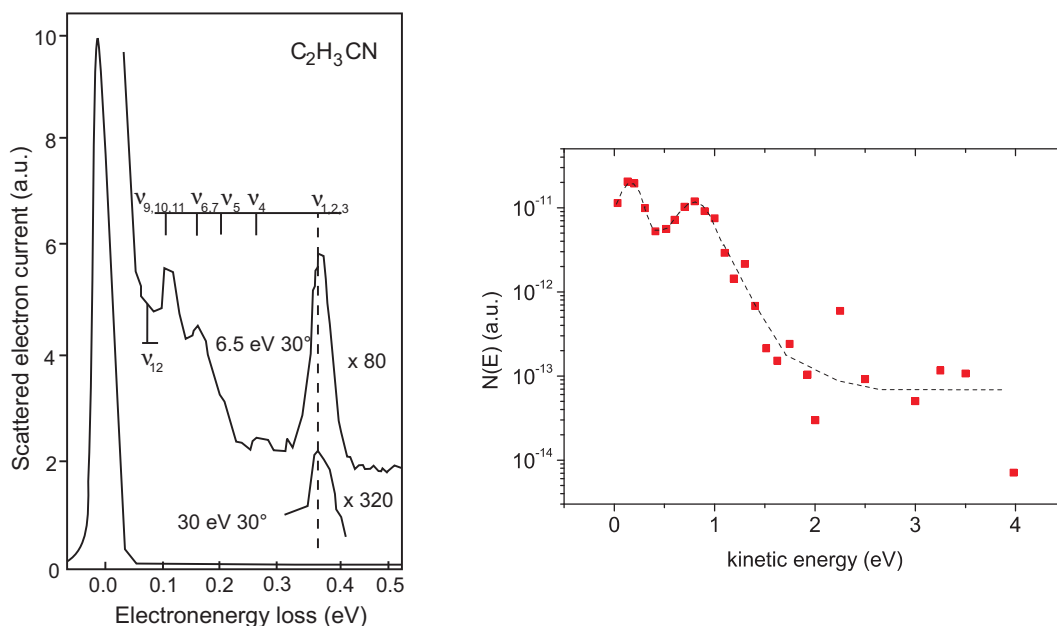 C₂H₃CN
10
8
6
4
2
0
Scattered electron current (a.u.)
ν₉,₁₀,₁₁ ν₆,₇ ν₅ ν₄ ν₁,₂,₃
ν₁₂
6.5 eV 30°
x 80
30 eV 30°
x 320
0.0 0.1 0.2 0.3 0.4 0.5
Electronenergy loss (eV)
N(E) (a.u.)
10⁻¹¹
10⁻¹²
10⁻¹³
10⁻¹⁴
0 1 2 3 4
kinetic energy (eV)